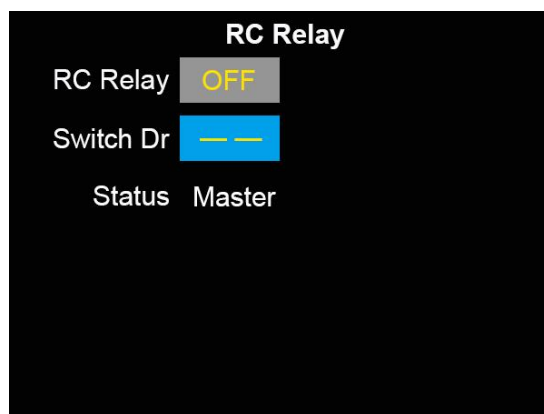 RC Relay
RC Relay OFF
Switch Dr — —
Status Master